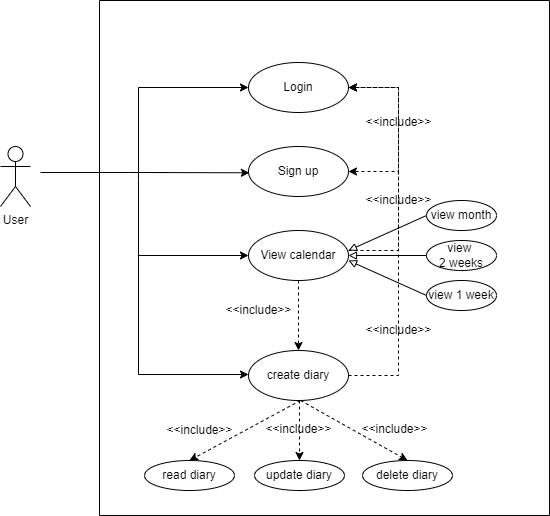 Login
<<include>>
Sign up
User
<<include>>
view month
View calendar
view
2 weeks
view 1 week
<<include>>
<<include>>
create diary
<<include>>
<<include>>
<<include>>
read diary
update diary
delete diary